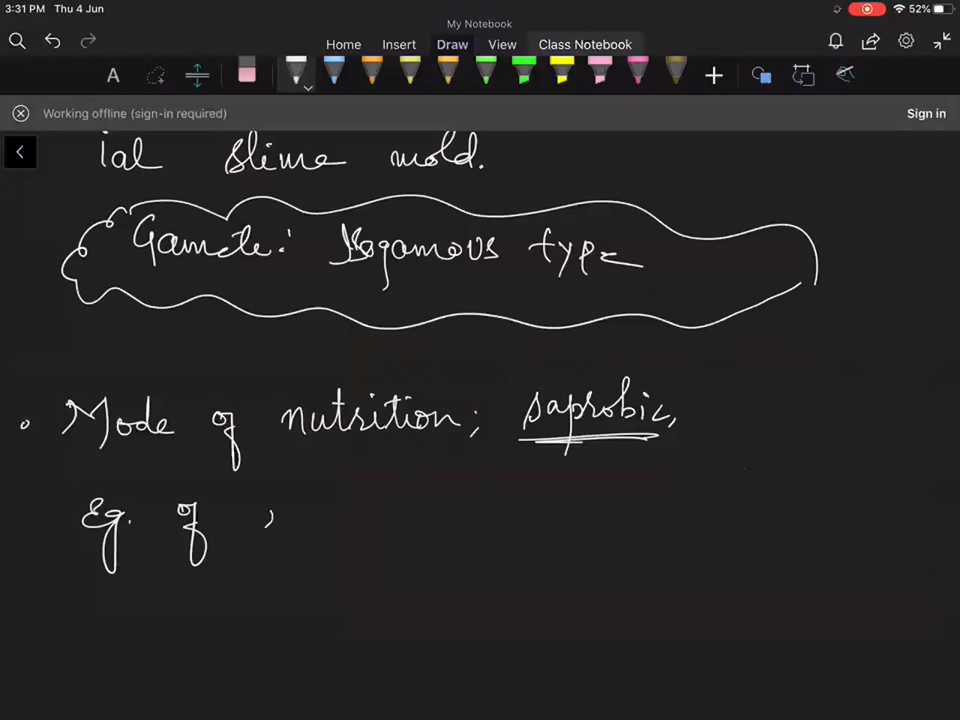 3:31 PM Thu 4 Jun
52%
My Notebook
Home Insert Draw View Class Notebook
A
Working offline (sign-in required) Sign in
ial slime mold.
Gamete: Isogamous type
• Mode of nutrition; saprobic,
Eg. of